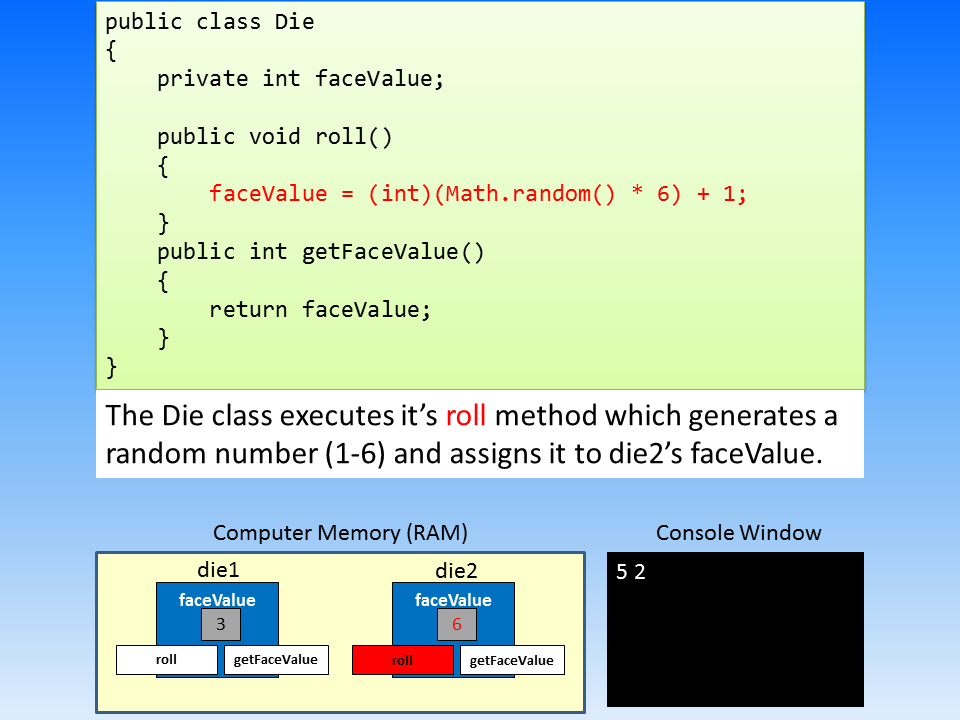 public class Die
{
    private int faceValue;

    public void roll()
    {
        faceValue = (int)(Math.random() * 6) + 1;
    }
    public int getFaceValue()
    {
        return faceValue;
    }
}
The Die class executes it’s roll method which generates a
random number (1-6) and assigns it to die2’s faceValue.
Computer Memory (RAM)
die1
faceValue
3
roll
getFaceValue
die2
faceValue
6
roll
getFaceValue
Console Window
5 2